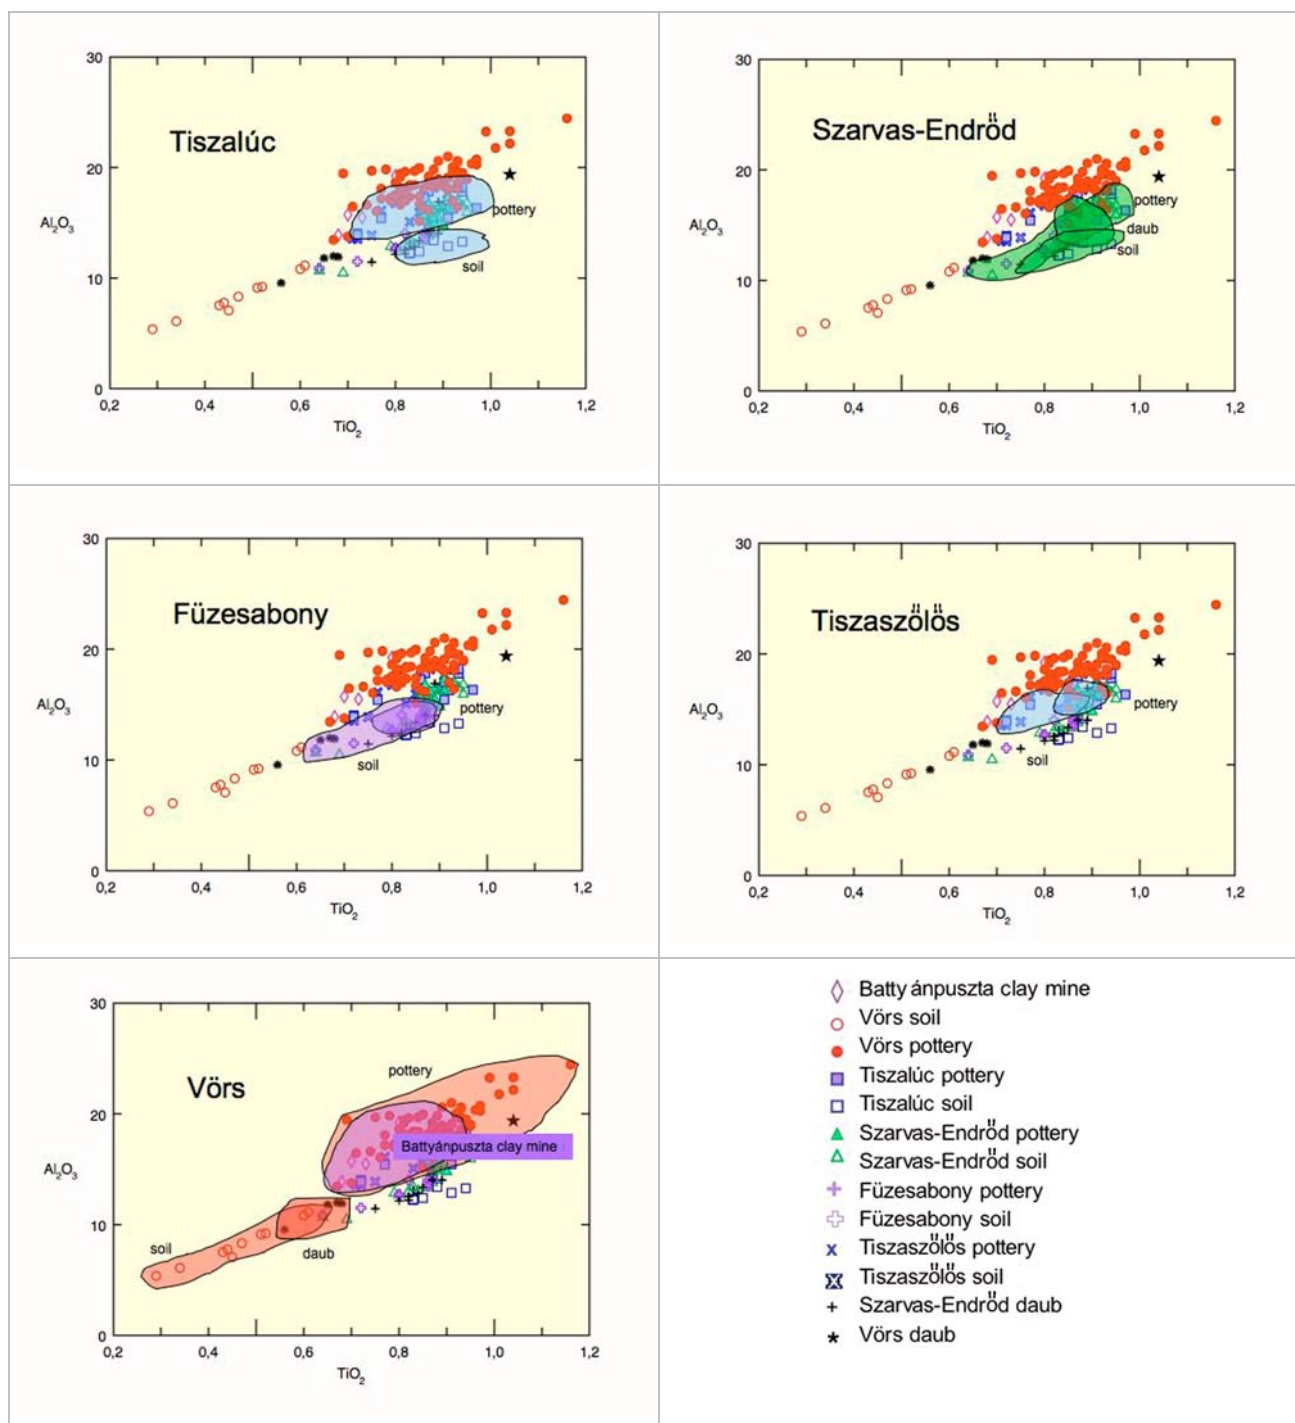 30
20
Al2O3
10
0
0,2 0,4 0,6 0,8 1,0 1,2
TiO2
Tiszalúc
pottery
soil
30
20
Al2O3
10
0
0,2 0,4 0,6 0,8 1,0 1,2
TiO2
Szarvas-Endrőd
pottery
daub
soil
30
20
Al2O3
10
0
0,2 0,4 0,6 0,8 1,0 1,2
TiO2
Füzesabony
pottery
soil
30
20
Al2O3
10
0
0,2 0,4 0,6 0,8 1,0 1,2
TiO2
Tiszaszőlős
pottery
soil
30
20
Al2O3
10
0
0,2 0,4 0,6 0,8 1,0 1,2
TiO2
Vörs
pottery
Battyánpuszta clay mine
soil
daub
Battyánpuszta clay mine
Vörs soil
Vörs pottery
Tiszalúc pottery
Tiszalúc soil
Szarvas-Endrőd pottery
Szarvas-Endrőd soil
Füzesabony pottery
Füzesabony soil
Tiszaszőlős pottery
Tiszaszőlős soil
Szarvas-Endrőd daub
Vörs daub